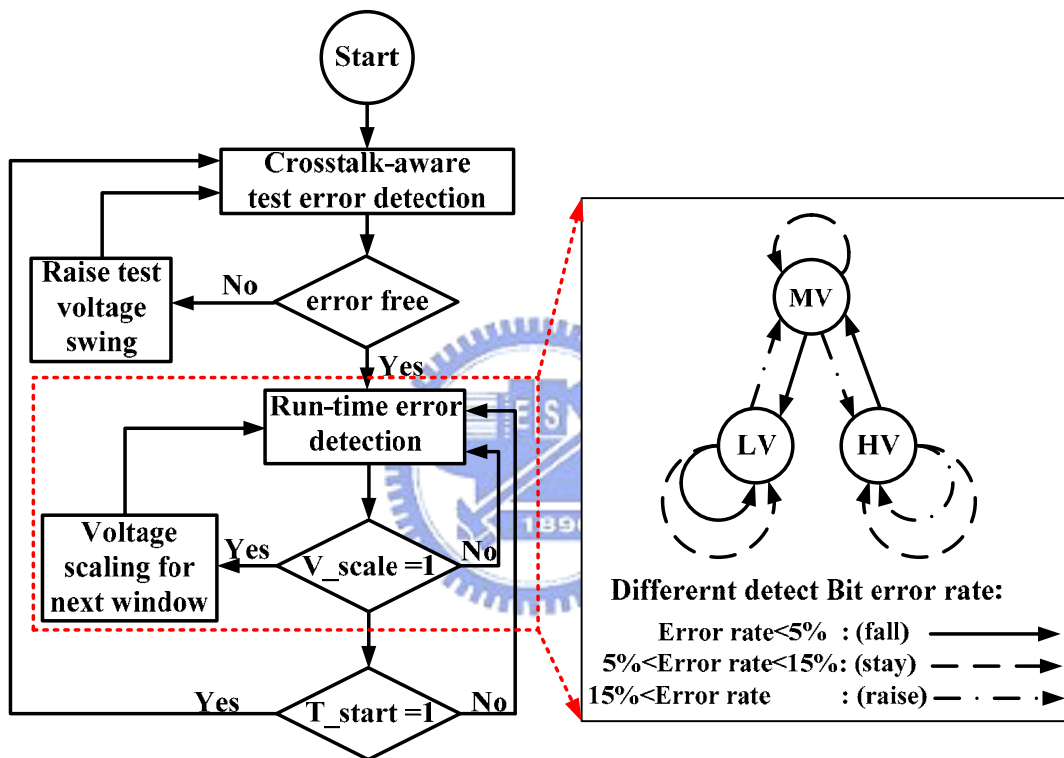 Start
Crosstalk-aware
test error detection
Raise test
voltage
swing
No
error free
Yes
Run-time error
detection
Voltage
scaling for
next window
Yes
V_scale =1
No
Yes
T_start =1
No
MV
LV
HV
Differernt detect Bit error rate:
Error rate<5% : (fall)
5%<Error rate<15%: (stay)
15%<Error rate : (raise)
ES
1896